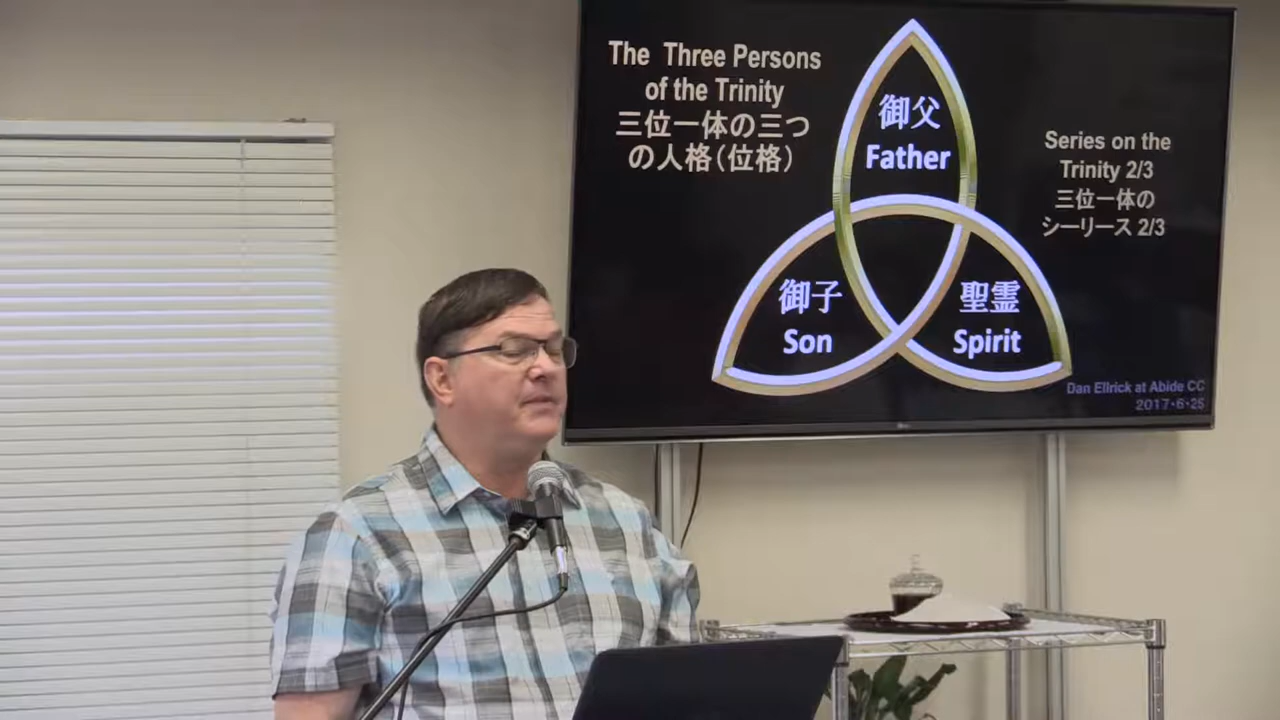 The Three Persons
of the Trinity
三位一体の三つ
の人格（位格）
御父
Father
Series on the
Trinity 2/3
三位一体の
シーリース 2/3
御子
Son
聖霊
Spirit
Dan Ellrick at Abide CC
2017・6・25